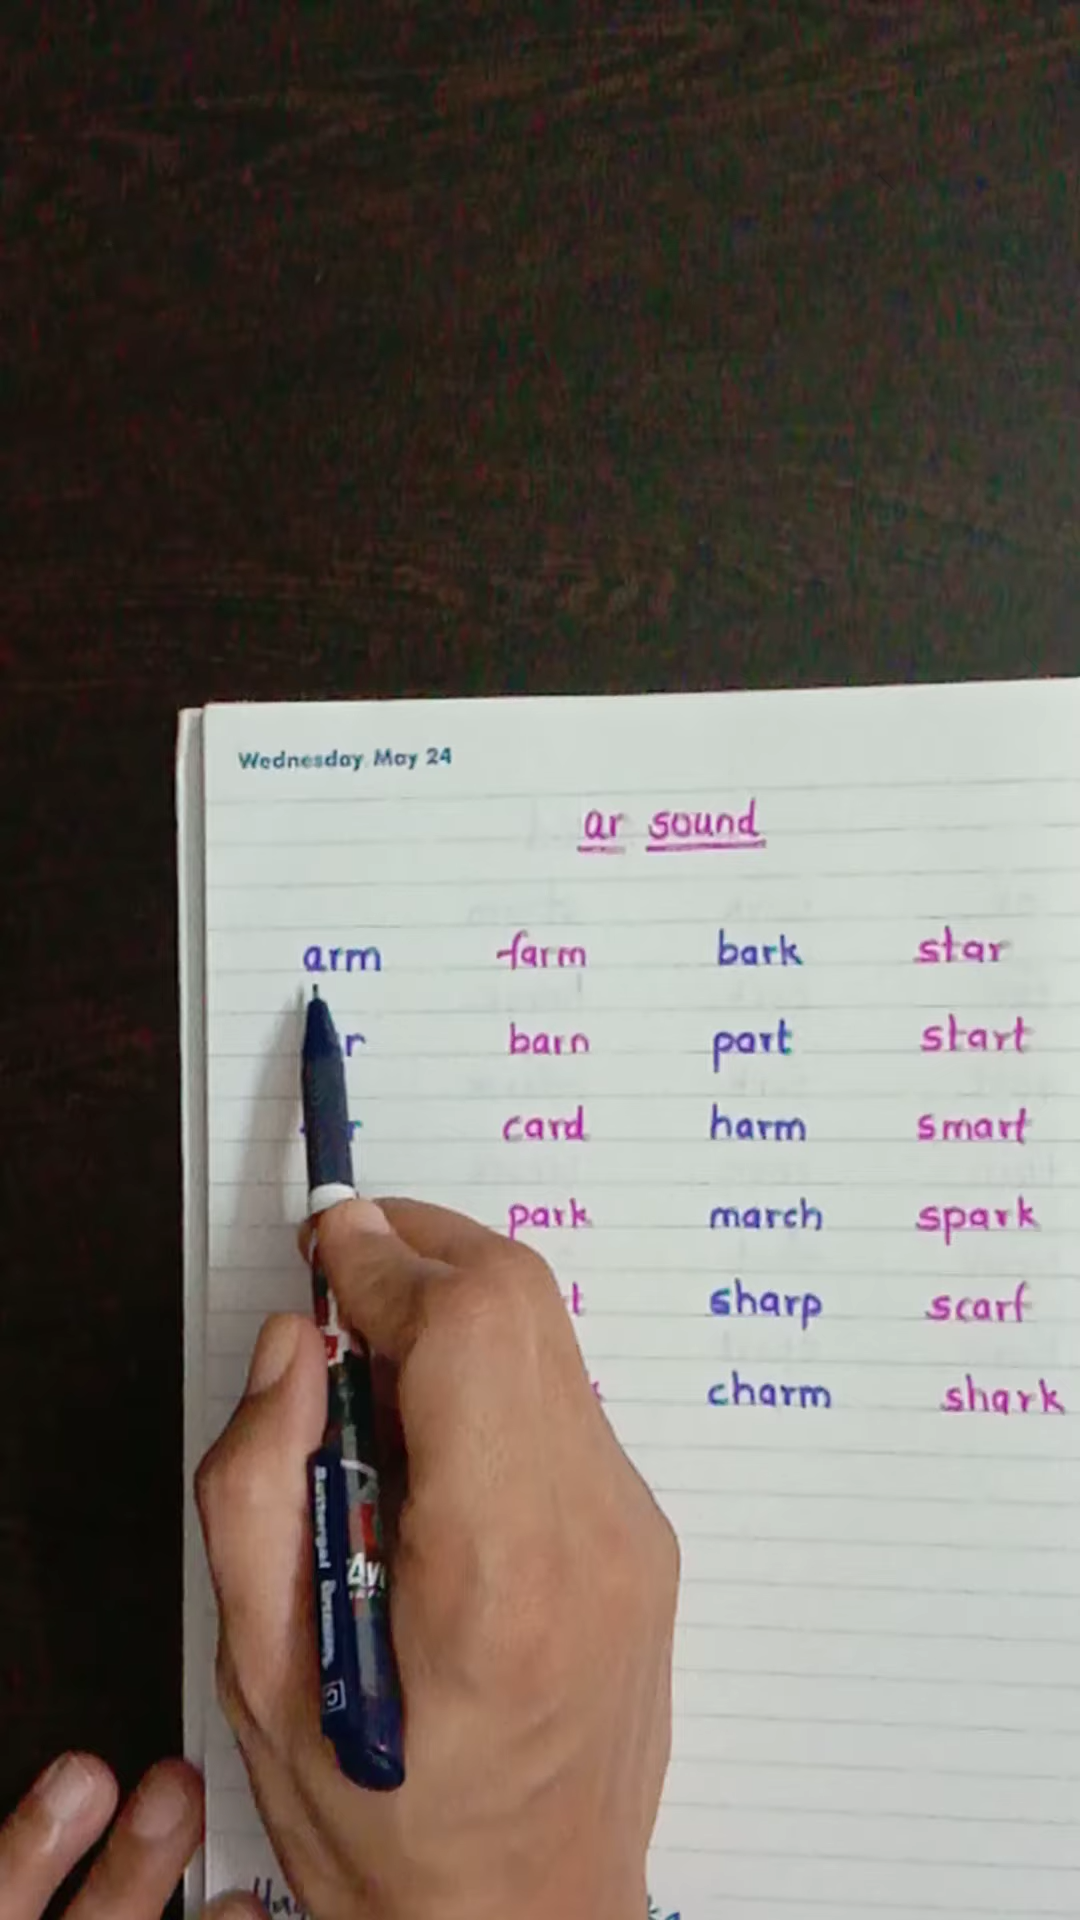 Wednesday, May 24
ar sound
arm farm bark star
barn part start
card harm smart
park march spark
sharp scarf
charm shark